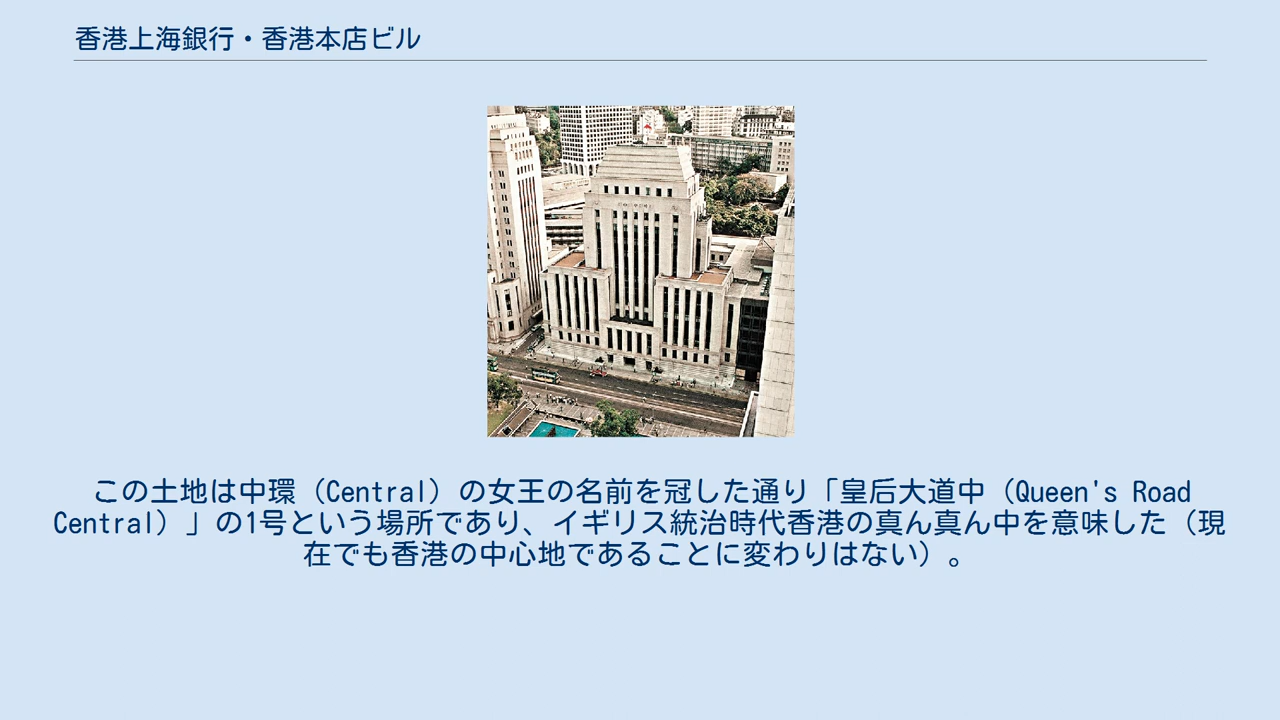 香港上海銀行・香港本店ビル
この土地は中環（Central）の女王の名前を冠した通り「皇后大道中（Queen's Road
Central）」の1号という場所であり、イギリス統治時代香港の真ん真ん中を意味した（現
在でも香港の中心地であることに変わりはない）。